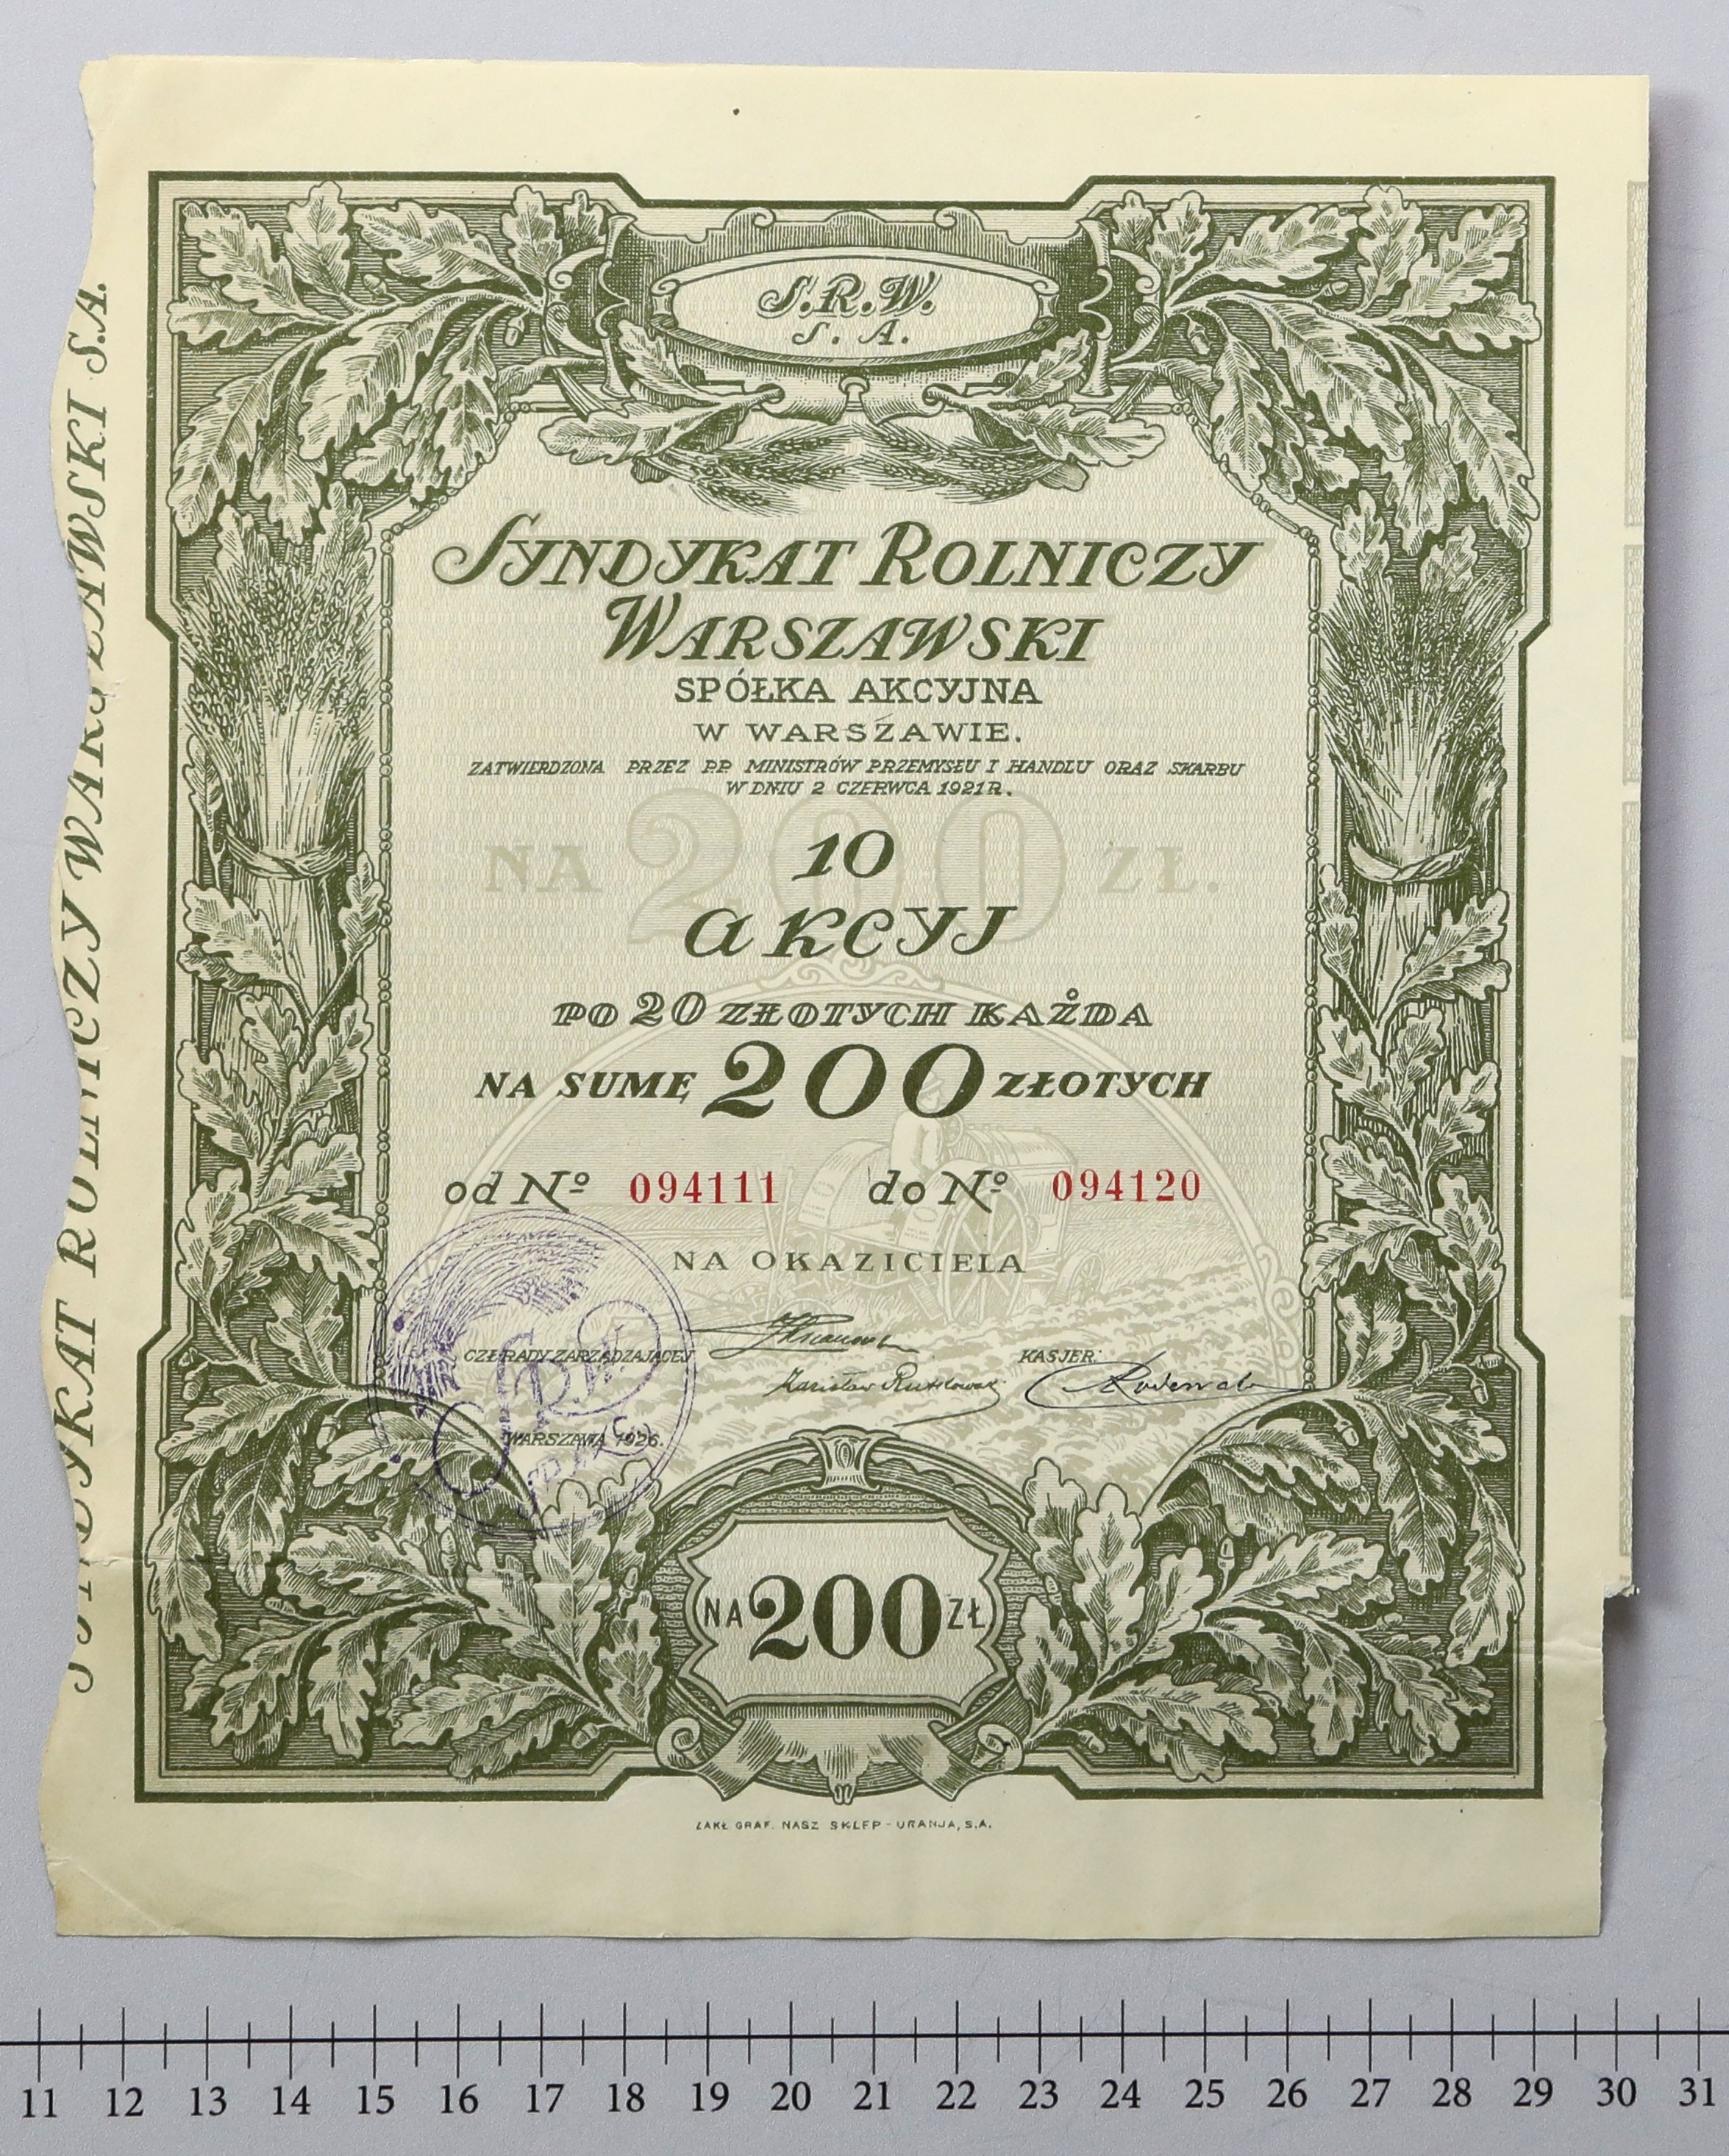 S.R.W.
S. A.
SYNDYKAT ROLNICZY
WARSZAWSKI
SPÓŁKA AKCYJNA
W WARSZAWIE.
ZATWIERDZONA PRZEZ P.P. MINISTRÓW PRZEMYSŁU I HANDLU ORAZ SKARBU
W DNIU 2 CZERWCA 1921 R.
NA 200 ZŁ.
10
AKCYJ
PO 20 ZŁOTYCH KAŻDA
NA SUMĘ 200 ZŁOTYCH
od Nº 094111 do Nº 094120
NA OKAZICIELA
CZŁ. RADY ZARZĄDZAJĄCEJ
KASJER:
WARSZAWA 1926.
NA 200 ZŁ
ZAKŁ. GRAF. NASZ SKLEP - URANJA, S.A.
SYNDYKAT ROLNICZY WARSZAWSKI S.A.
11 12 13 14 15 16 17 18 19 20 21 22 23 24 25 26 27 28 29 30 31